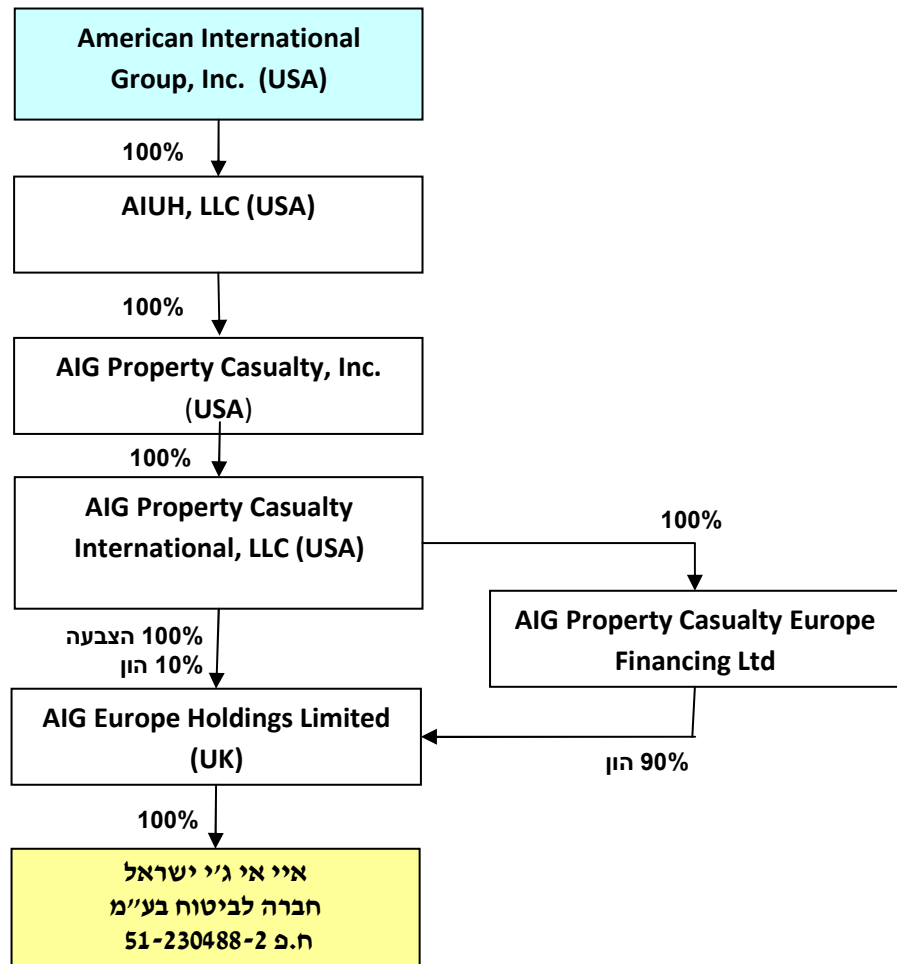 American International
Group, Inc. (USA)
100%
AIUH, LLC (USA)
100%
AIG Property Casualty, Inc.
(USA)
100%
AIG Property Casualty
International, LLC (USA)
100%
AIG Property Casualty Europe
Financing Ltd
100% הצבעה
10% הון
AIG Europe Holdings Limited
(UK)
90% הון
100%
איי אי ג'י ישראל
חברה לביטוח בע"מ
ח.פ 51-230488-2